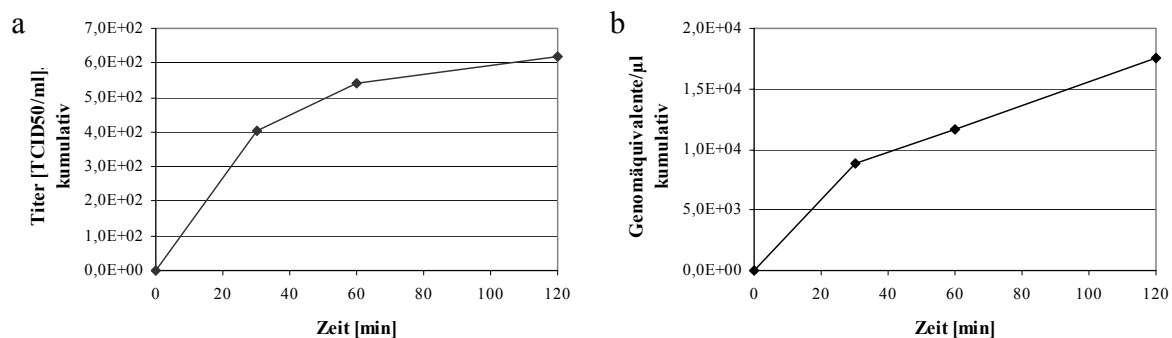 a
7,0E+02
6,0E+02
5,0E+02
4,0E+02
3,0E+02
2,0E+02
1,0E+02
0,0E+00
Titer [TCID50/ml],
kumulativ
0 20 40 60 80 100 120
Zeit [min]
b
2,0E+04
1,5E+04
1,0E+04
5,0E+03
0,0E+00
Genomäquivalente/µl
kumulativ
0 20 40 60 80 100 120
Zeit [min]